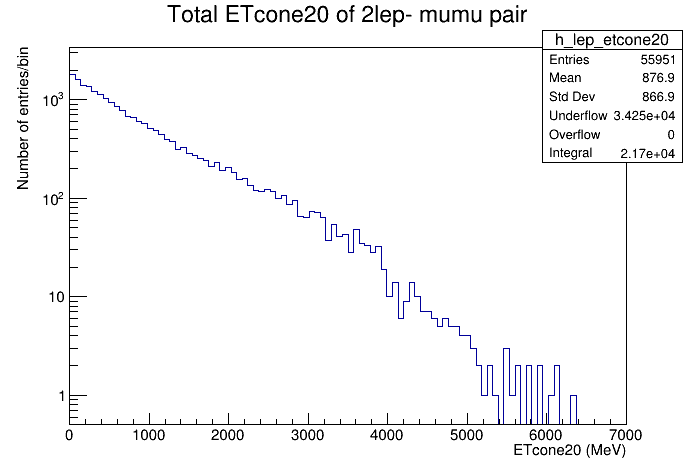 Total ETcone20 of 2lep- mumu pair
h_lep_etcone20
Entries 55951
Mean 876.9
Std Dev 866.9
Underflow 3.425e+04
Overflow 0
Integral 2.17e+04
Number of entries/bin
10³
10²
10
1
0 1000 2000 3000 4000 5000 6000 7000
ETcone20 (MeV)